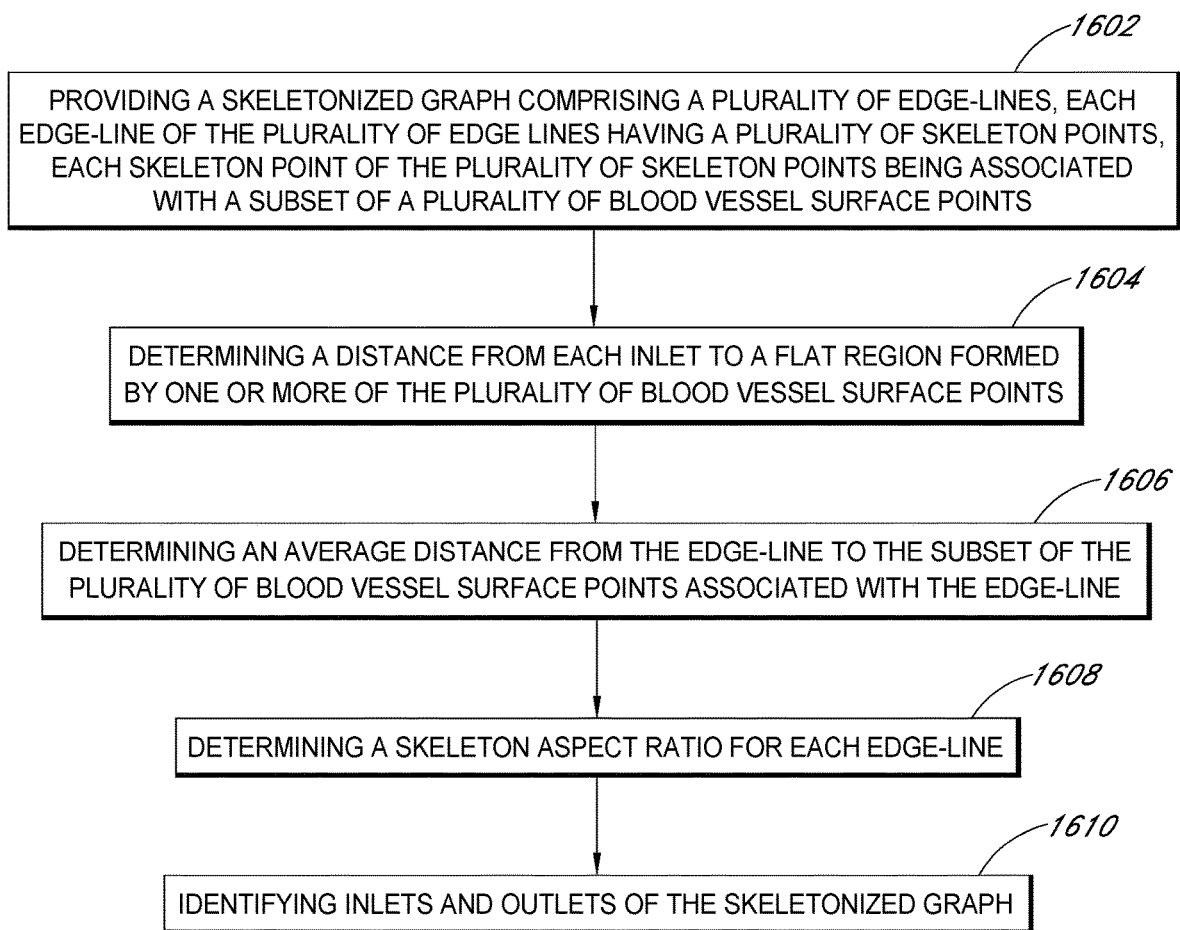 1602
PROVIDING A SKELETONIZED GRAPH COMPRISING A PLURALITY OF EDGE-LINES, EACH
EDGE-LINE OF THE PLURALITY OF EDGE LINES HAVING A PLURALITY OF SKELETON POINTS,
EACH SKELETON POINT OF THE PLURALITY OF SKELETON POINTS BEING ASSOCIATED
WITH A SUBSET OF A PLURALITY OF BLOOD VESSEL SURFACE POINTS
1604
DETERMINING A DISTANCE FROM EACH INLET TO A FLAT REGION FORMED
BY ONE OR MORE OF THE PLURALITY OF BLOOD VESSEL SURFACE POINTS
1606
DETERMINING AN AVERAGE DISTANCE FROM THE EDGE-LINE TO THE SUBSET OF THE
PLURALITY OF BLOOD VESSEL SURFACE POINTS ASSOCIATED WITH THE EDGE-LINE
1608
DETERMINING A SKELETON ASPECT RATIO FOR EACH EDGE-LINE
1610
IDENTIFYING INLETS AND OUTLETS OF THE SKELETONIZED GRAPH